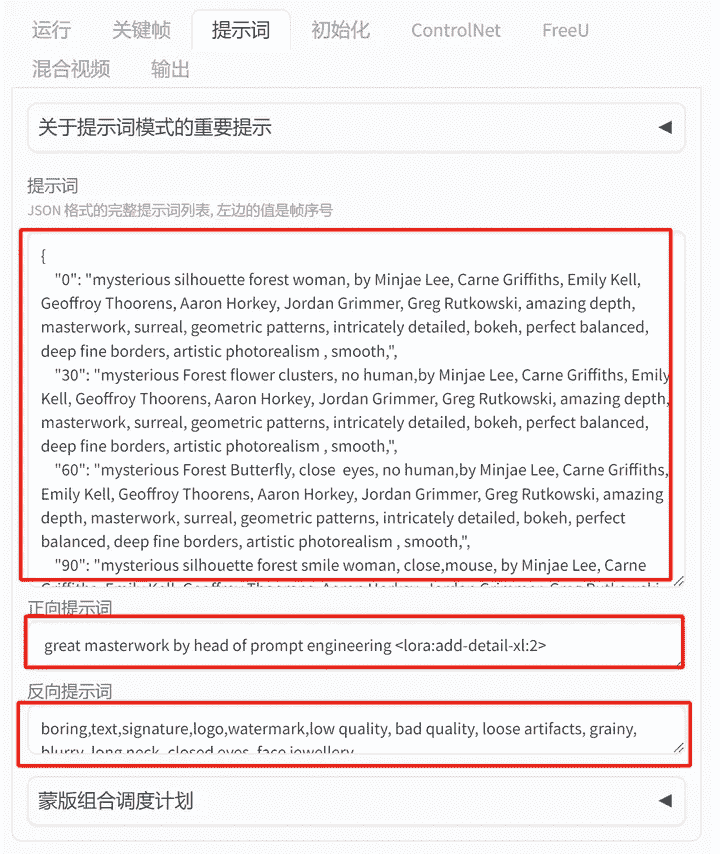 运行 关键帧 提示词 初始化 ControlNet FreeU
混合视频 输出
关于提示词模式的重要提示
提示词
JSON 格式的完整提示词列表, 左边的值是帧序号
{
"0": "mysterious silhouette forest woman, by Minjae Lee, Carne Griffiths, Emily Kell,
Geoffroy Thoorens, Aaron Horkey, Jordan Grimmer, Greg Rutkowski, amazing depth,
masterwork, surreal, geometric patterns, intricately detailed, bokeh, perfect balanced,
deep fine borders, artistic photorealism , smooth,",
"30": "mysterious Forest flower clusters, no human,by Minjae Lee, Carne Griffiths, Emily
Kell, Geoffroy Thoorens, Aaron Horkey, Jordan Grimmer, Greg Rutkowski, amazing depth,
masterwork, surreal, geometric patterns, intricately detailed, bokeh, perfect balanced,
deep fine borders, artistic photorealism , smooth,",
"60": "mysterious Forest Butterfly, close  eyes, no human,by Minjae Lee, Carne Griffiths,
Emily Kell, Geoffroy Thoorens, Aaron Horkey, Jordan Grimmer, Greg Rutkowski, amazing
depth, masterwork, surreal, geometric patterns, intricately detailed, bokeh, perfect
balanced, deep fine borders, artistic photorealism , smooth,",
"90": "mysterious silhouette forest smile woman, close,mouse, by Minjae Lee, Carne
正向提示词
great masterwork by head of prompt engineering <lora:add-detail-xl:2>
反向提示词
boring,text,signature,logo,watermark,low quality, bad quality, loose artifacts, grainy,
blurry, long neck, closed eyes, face jewellery
蒙版组合调度计划